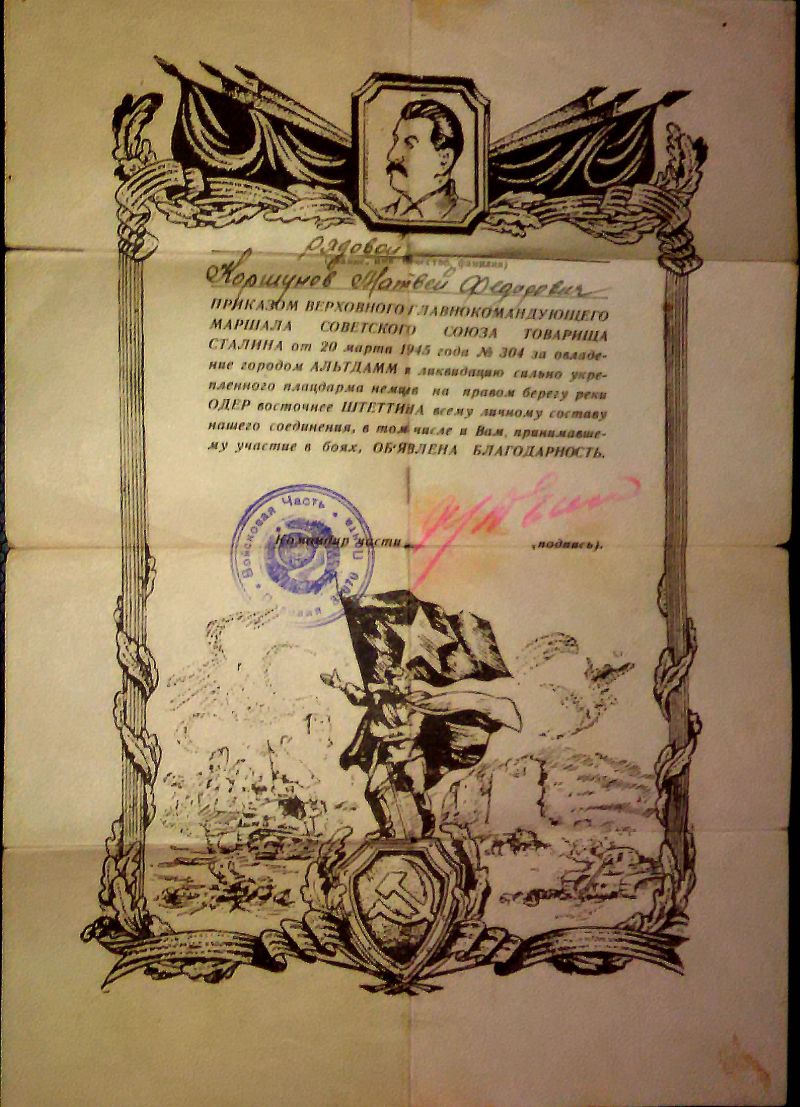 рядовой
(звание, имя отчество, фамилия)
Коршунов Матвей Федорович
ПРИКАЗОМ ВЕРХОВНОГО ГЛАВНОКОМАНДУЮЩЕГО
МАРШАЛА СОВЕТСКОГО СОЮЗА ТОВАРИЩА
СТАЛИНА от 20 марта 1945 года № 304 за овладе-
ние городом АЛЬТДАММ и ликвидацию сильно укре-
пленного плацдарма немцев на правом берегу реки
ОДЕР восточнее ШТЕТТИНА всему личному составу
нашего соединения, в том числе и Вам, принимавше-
му участие в боях, ОБ'ЯВЛЕНА БЛАГОДАРНОСТЬ.
Войсковая Часть
Полевая Почта
Командир части
(подпись).